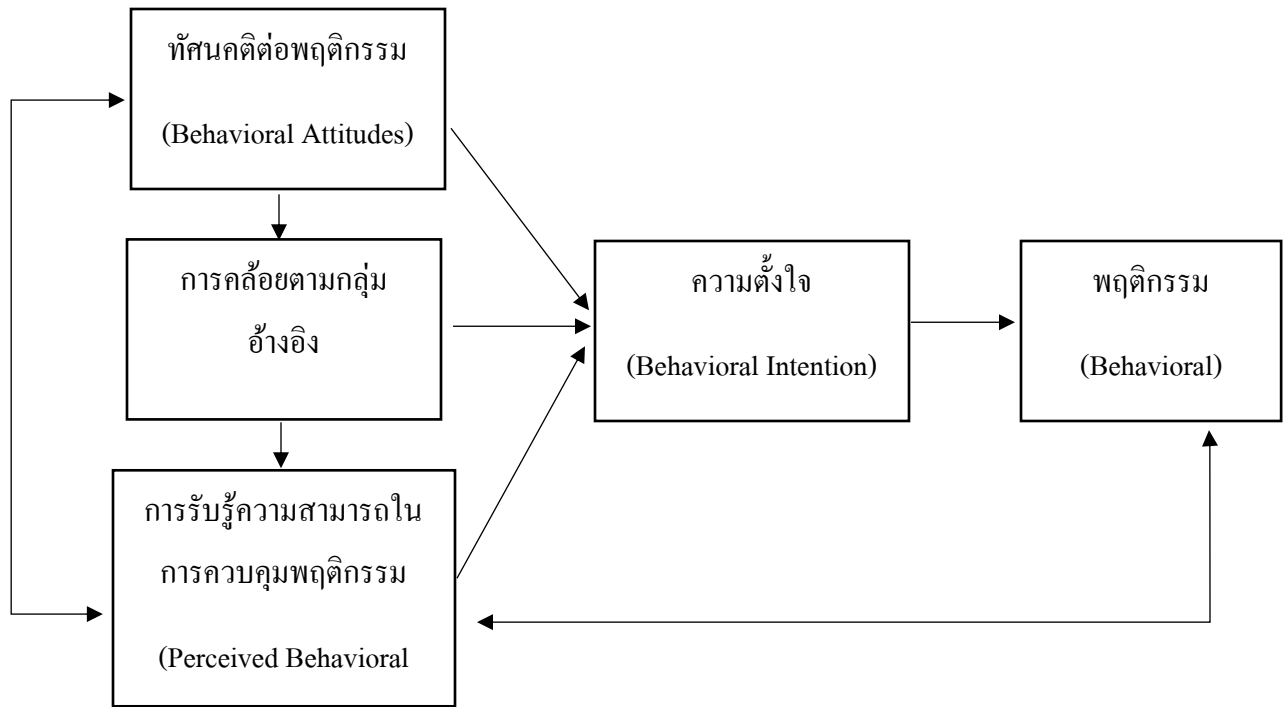 ทัศนคติต่อพฤติกรรม
(Behavioral Attitudes)
การคล้อยตามกลุ่ม
อ้างอิง
การรับรู้ความสามารถใน
การควบคุมพฤติกรรม
(Perceived Behavioral
ความตั้งใจ
(Behavioral Intention)
พฤติกรรม
(Behavioral)